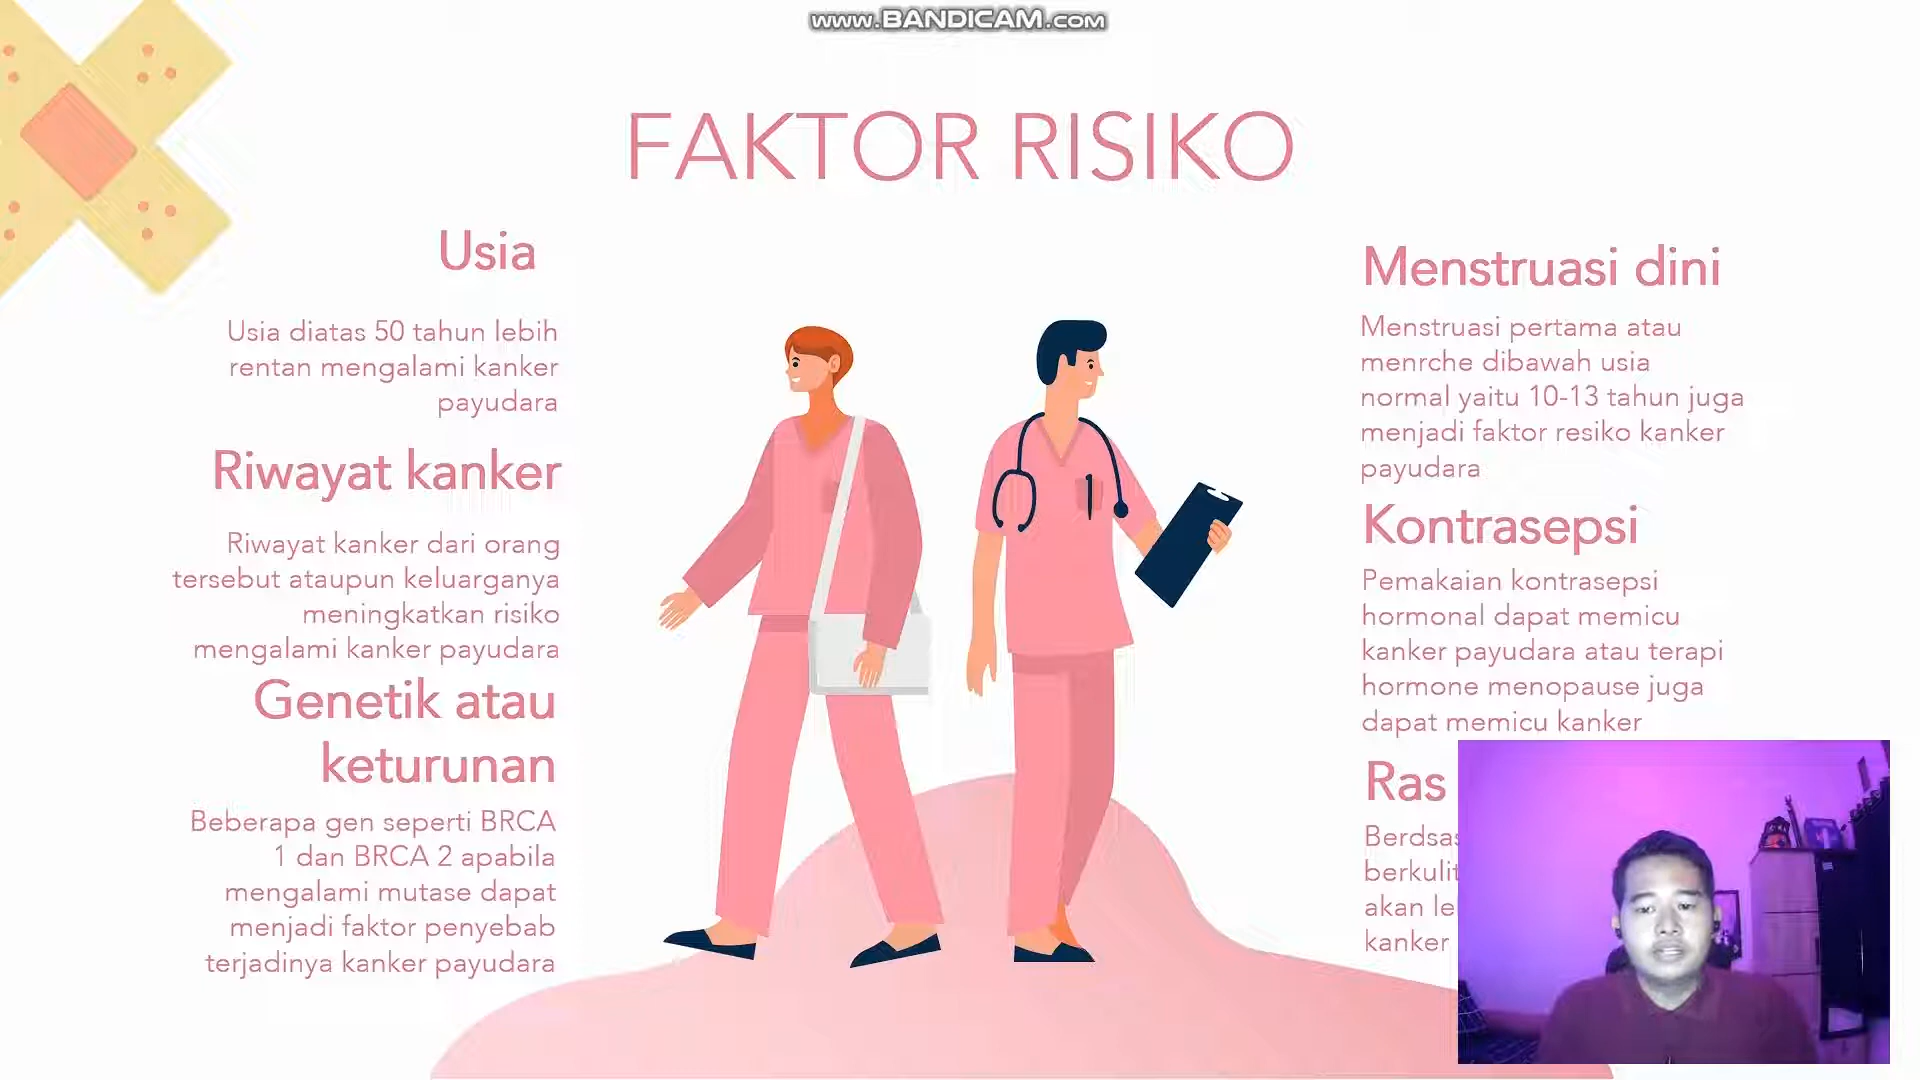 www.BANDICAM.com
FAKTOR RISIKO
Usia
Usia diatas 50 tahun lebih
rentan mengalami kanker
payudara
Riwayat kanker
Riwayat kanker dari orang
tersebut ataupun keluarganya
meningkatkan risiko
mengalami kanker payudara
Genetik atau
keturunan
Beberapa gen seperti BRCA
1 dan BRCA 2 apabila
mengalami mutase dapat
menjadi faktor penyebab
terjadinya kanker payudara
Menstruasi dini
Menstruasi pertama atau
menrche dibawah usia
normal yaitu 10-13 tahun juga
menjadi faktor resiko kanker
payudara
Kontrasepsi
Pemakaian kontrasepsi
hormonal dapat memicu
kanker payudara atau terapi
hormone menopause juga
dapat memicu kanker
Ras
akan
kanker